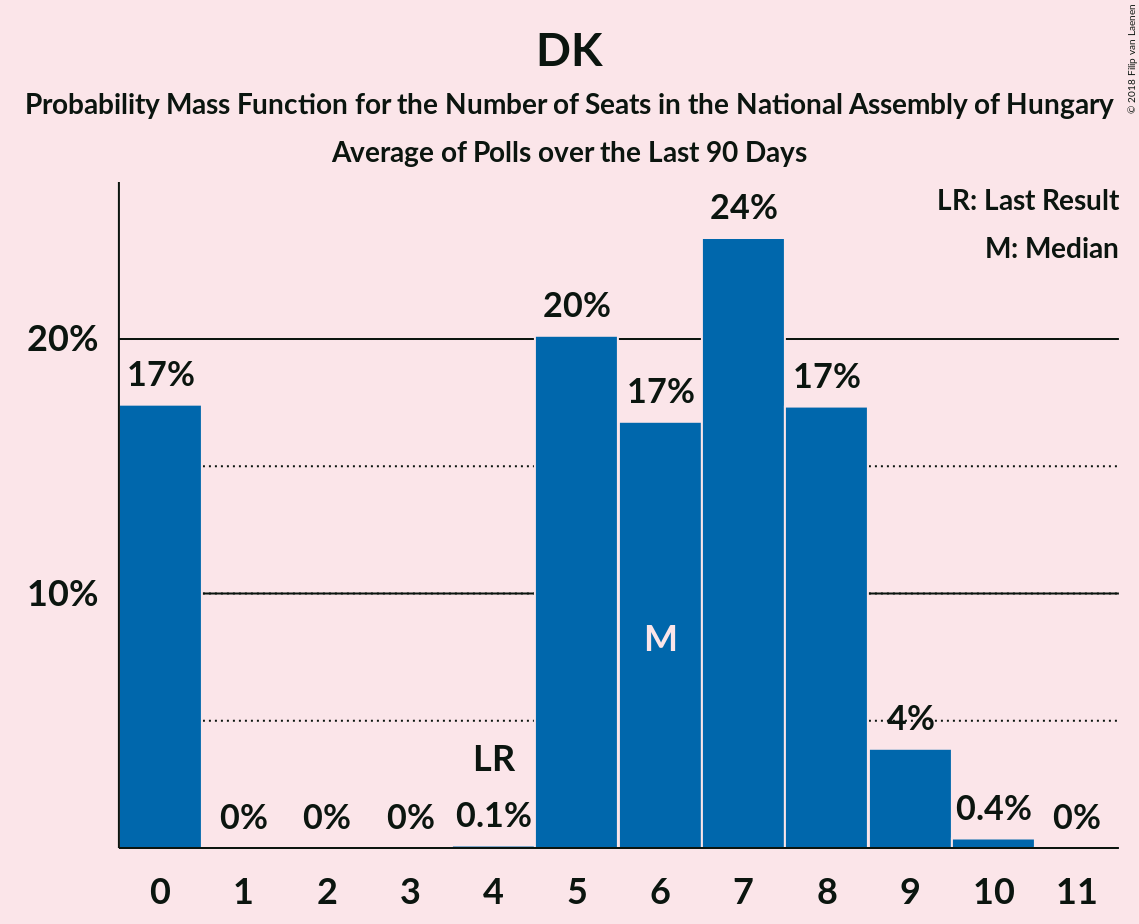 DK
Probability Mass Function for the Number of Seats in the National Assembly of Hungary
Average of Polls over the Last 90 Days
© 2018 Filip van Laenen
LR: Last Result
M: Median
24%
20%
20%
17%
17%
17%
10%
M
4%
LR
0% 0% 0% 0.1% 0.4% 0%
0 1 2 3 4 5 6 7 8 9 10 11